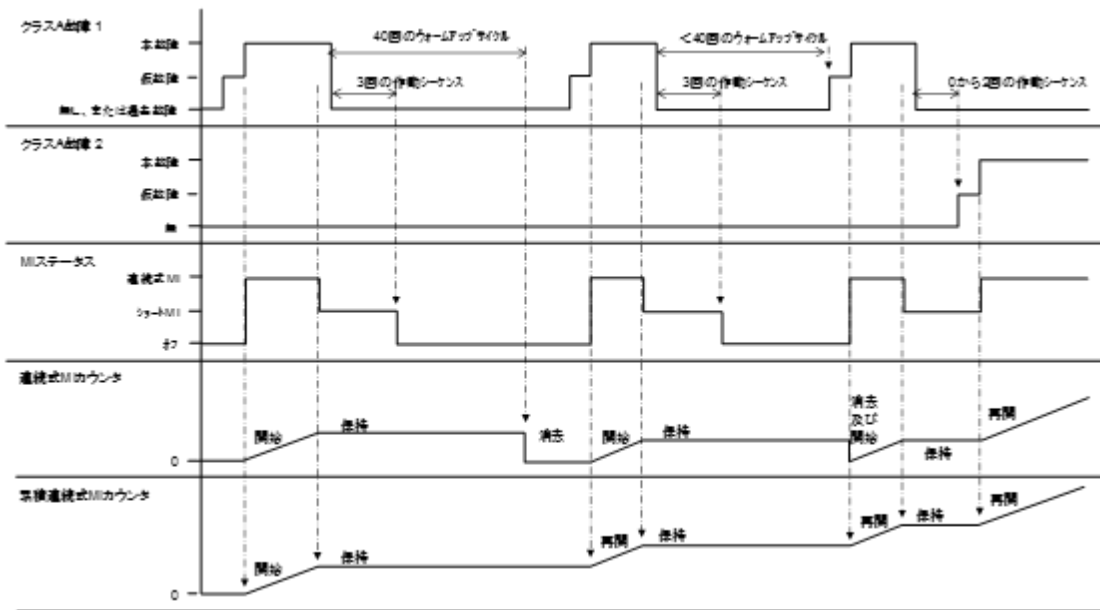 クラスA故障 1
40回のウォームアップサイクル
<40回のウォームアップサイクル
本故障
仮故障
3回の作動シーケンス
3回の作動シーケンス
0から2回の作動シーケンス
無し、または過去故障
クラスA故障 2
本故障
仮故障
無
MIステータス
連続式MI
ショートMI
オフ
連続式MIカウンタ
開始
保持
消去
開始
保持
消去
及び
開始
保持
再開
0
累積連続式MIカウンタ
開始
保持
再開
保持
再開
保持
再開
0